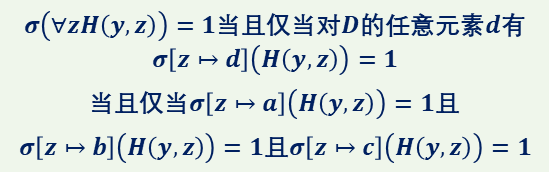 σ(∀zH(y,z)) = 1当且仅当对D的任意元素d有
σ[z ↦ d](H(y,z)) = 1
当且仅当σ[z ↦ a](H(y,z)) = 1且
σ[z ↦ b](H(y,z)) = 1且σ[z ↦ c](H(y,z)) = 1